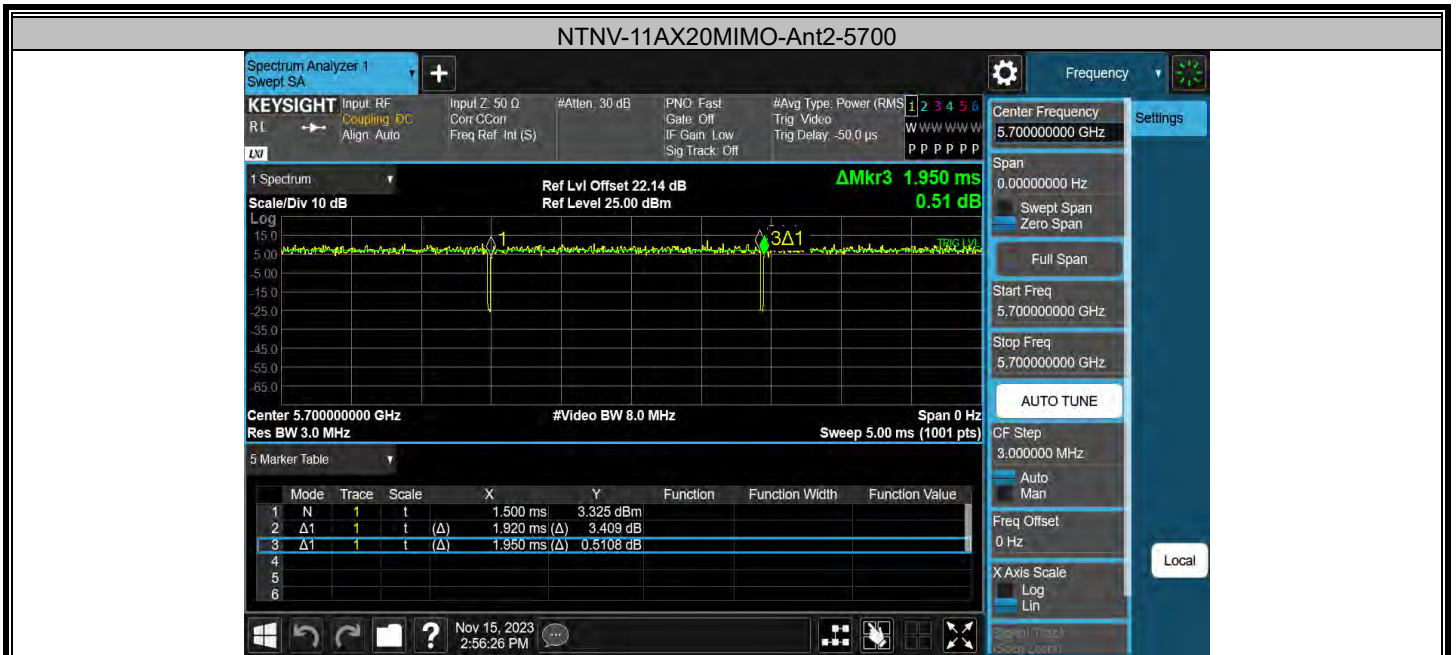 NTNV-11AX20MIMO-Ant2-5700
Spectrum Analyzer 1
Swept SA
Frequency
KEYSIGHT
RL
LXI
Input: RF
Coupling: DC
Align: Auto
Input Z: 50 Ω
Corr CCorr
Freq Ref: Int (S)
#Atten: 30 dB
PNO: Fast
Gate: Off
IF Gain: Low
Sig Track: Off
#Avg Type: Power (RMS
Trig: Video
Trig Delay: -50.0 µs
1 2 3 4 5 6
W W W W W W
P P P P P P
1 Spectrum
Scale/Div 10 dB
Ref Lvl Offset 22.14 dB
Ref Level 25.00 dBm
ΔMkr3 1.950 ms
0.51 dB
Log
15.0
5.00
-5.00
-15.0
-25.0
-35.0
-45.0
-55.0
-65.0
1
3Δ1
TRIG LVL
Center 5.700000000 GHz
#Video BW 8.0 MHz
Span 0 Hz
Res BW 3.0 MHz
Sweep 5.00 ms (1001 pts)
5 Marker Table
Mode Trace Scale X Y Function Function Width Function Value
1 N 1 t 1.500 ms 3.325 dBm
2 Δ1 1 t (Δ) 1.920 ms (Δ) 3.409 dB
3 Δ1 1 t (Δ) 1.950 ms (Δ) 0.5108 dB
4
5
6
Nov 15, 2023
2:56:26 PM
Center Frequency
5.700000000 GHz
Settings
Span
0.00000000 Hz
Swept Span
Zero Span
Full Span
Start Freq
5.700000000 GHz
Stop Freq
5.700000000 GHz
AUTO TUNE
CF Step
3.000000 MHz
Auto
Man
Freq Offset
0 Hz
X Axis Scale
Log
Lin
Signal Track
(Span Zoom)
Local